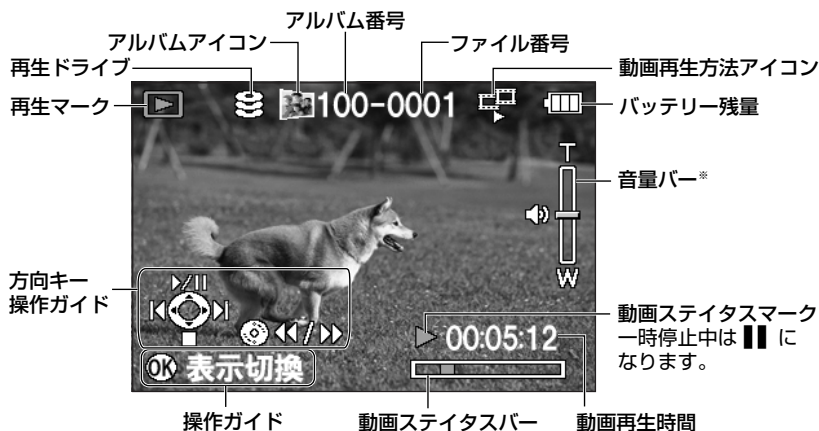 アルバム番号
アルバムアイコン
ファイル番号
再生ドライブ
動画再生方法アイコン
再生マーク
100-0001
バッテリー残量
T
音量バー※
W
方向キー
操作ガイド
動画ステイタスマーク
一時停止中は▐▐ に
なります。
00:05:12
OK 表示切換
操作ガイド
動画ステイタスバー
動画再生時間